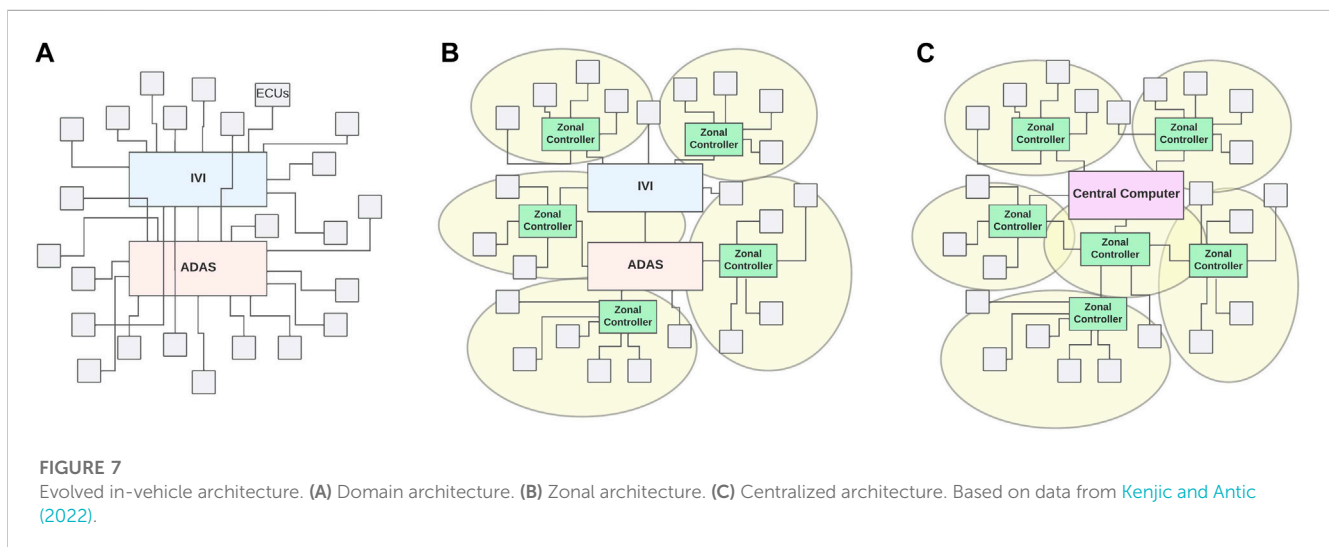 A
ECUs
IVI
ADAS
B
Zonal
Controller
Zonal
Controller
IVI
Zonal
Controller
ADAS
Zonal
Controller
Zonal
Controller
C
Zonal
Controller
Zonal
Controller
Central Computer
Zonal
Controller
Zonal
Controller
Zonal
Controller
Zonal
Controller
FIGURE 7
Evolved in-vehicle architecture. (A) Domain architecture. (B) Zonal architecture. (C) Centralized architecture. Based on data from Kenjic and Antic
(2022).